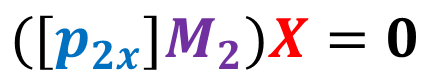 ([p₂ₓ]M₂)X = 0